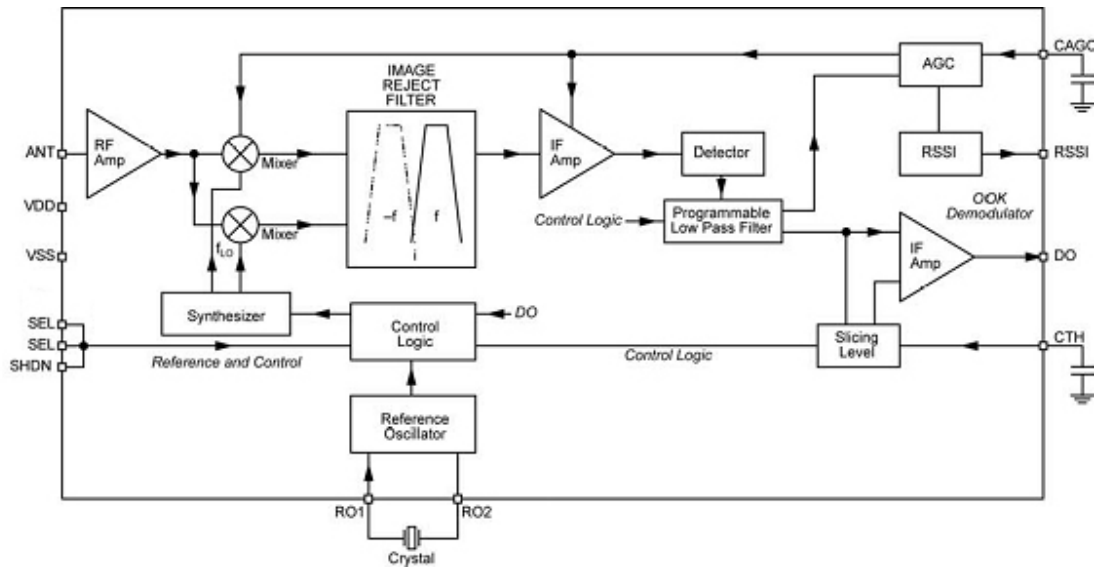 CAGC
AGC
IMAGE
REJECT
FILTER
RF
Amp
ANT
Mixer
IF
Amp
Detector
RSSI
RSSI
VDD
–f
f
Control Logic
Programmable
Low Pass Filter
OOK
Demodulator
Mixer
VSS
fLO
IF
Amp
DO
Synthesizer
DO
SEL
Control
Logic
Slicing
Level
SEL
Reference and Control
Control Logic
CTH
SHDN
Reference
Oscillator
RO1
RO2
Crystal